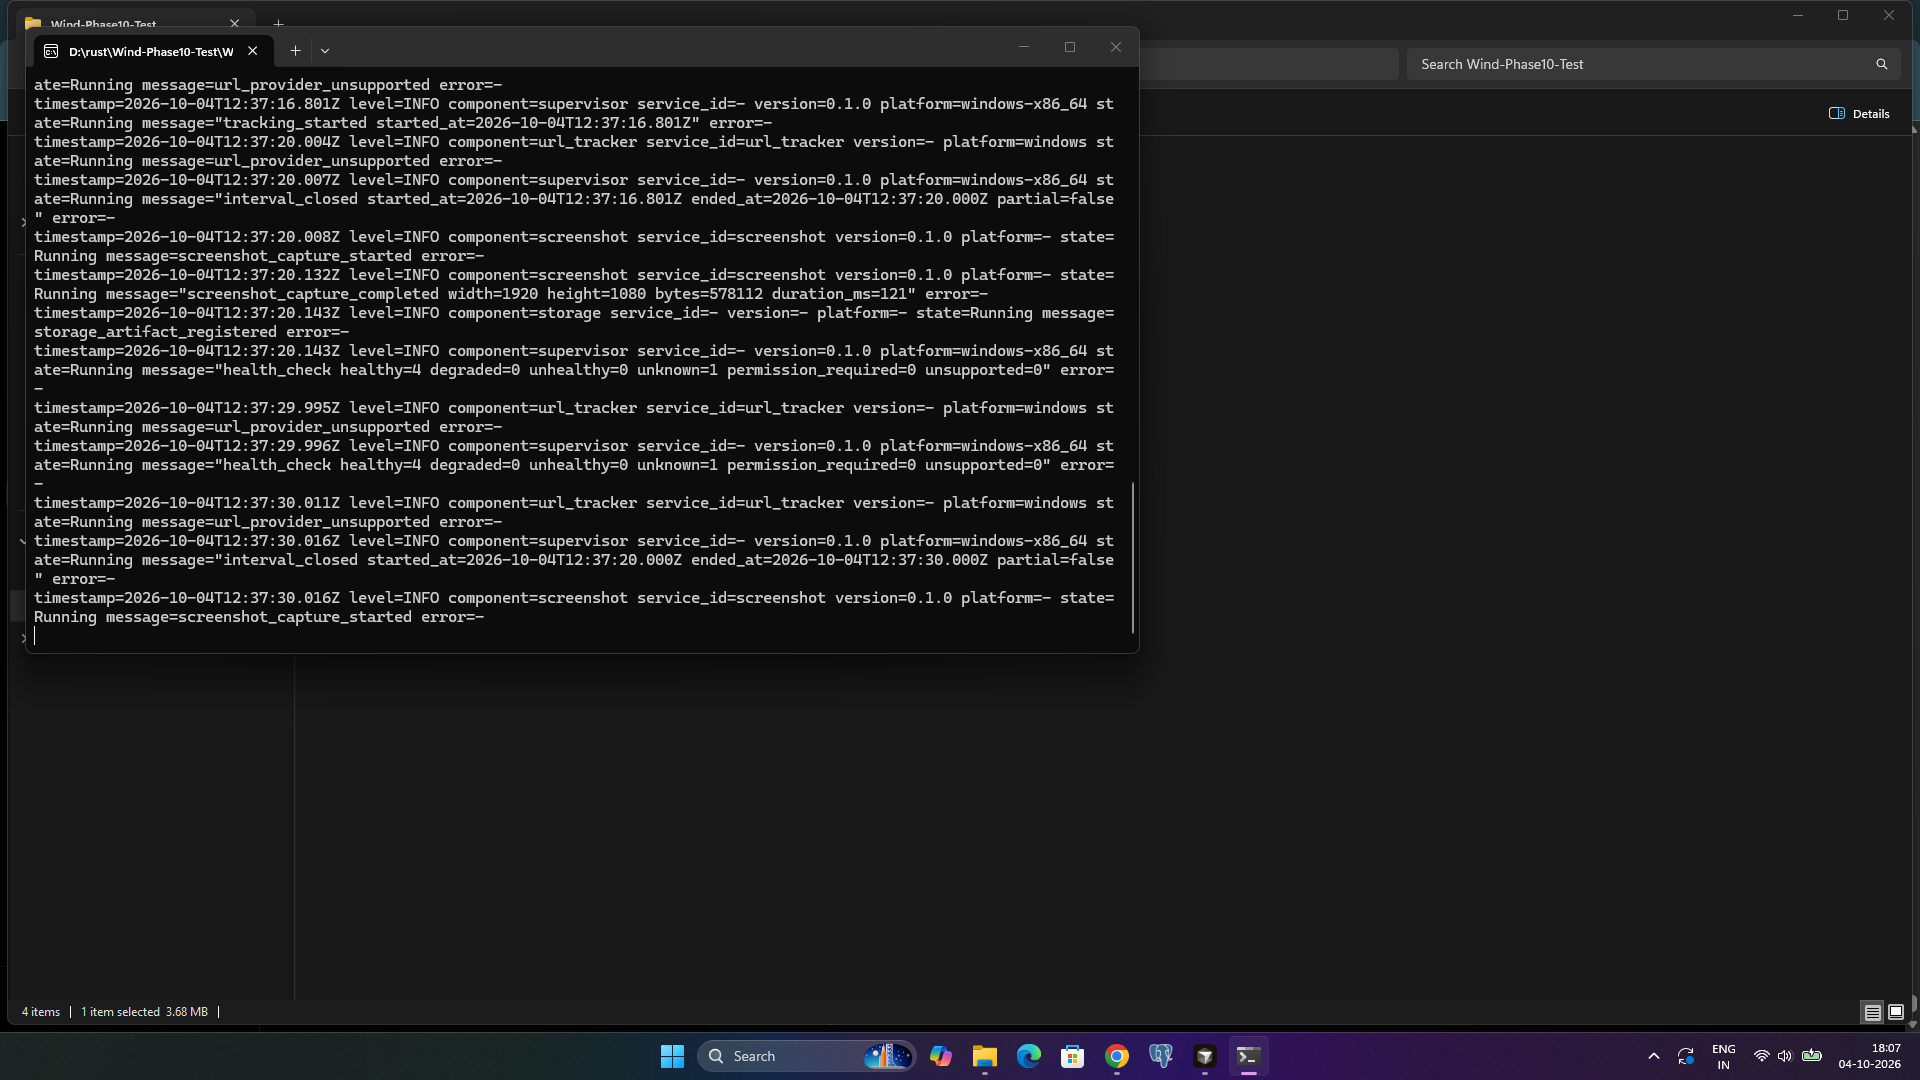 Wind-Phase10-Test
D:\rust\Wind-Phase10-Test\W
Search Wind-Phase10-Test
Details
ate=Running message=url_provider_unsupported error=-
timestamp=2026-10-04T12:37:16.801Z level=INFO component=supervisor service_id=- version=0.1.0 platform=windows-x86_64 st
ate=Running message="tracking_started started_at=2026-10-04T12:37:16.801Z" error=-
timestamp=2026-10-04T12:37:20.004Z level=INFO component=url_tracker service_id=url_tracker version=- platform=windows st
ate=Running message=url_provider_unsupported error=-
timestamp=2026-10-04T12:37:20.007Z level=INFO component=supervisor service_id=- version=0.1.0 platform=windows-x86_64 st
ate=Running message="interval_closed started_at=2026-10-04T12:37:16.801Z ended_at=2026-10-04T12:37:20.000Z partial=false
" error=-
timestamp=2026-10-04T12:37:20.008Z level=INFO component=screenshot service_id=screenshot version=0.1.0 platform=- state=
Running message=screenshot_capture_started error=-
timestamp=2026-10-04T12:37:20.132Z level=INFO component=screenshot service_id=screenshot version=0.1.0 platform=- state=
Running message="screenshot_capture_completed width=1920 height=1080 bytes=578112 duration_ms=121" error=-
timestamp=2026-10-04T12:37:20.143Z level=INFO component=storage service_id=- version=- platform=- state=Running message=
storage_artifact_registered error=-
timestamp=2026-10-04T12:37:20.143Z level=INFO component=supervisor service_id=- version=0.1.0 platform=windows-x86_64 st
ate=Running message="health_check healthy=4 degraded=0 unhealthy=0 unknown=1 permission_required=0 unsupported=0" error=
-
timestamp=2026-10-04T12:37:29.995Z level=INFO component=url_tracker service_id=url_tracker version=- platform=windows st
ate=Running message=url_provider_unsupported error=-
timestamp=2026-10-04T12:37:29.996Z level=INFO component=supervisor service_id=- version=0.1.0 platform=windows-x86_64 st
ate=Running message="health_check healthy=4 degraded=0 unhealthy=0 unknown=1 permission_required=0 unsupported=0" error=
-
timestamp=2026-10-04T12:37:30.011Z level=INFO component=url_tracker service_id=url_tracker version=- platform=windows st
ate=Running message=url_provider_unsupported error=-
timestamp=2026-10-04T12:37:30.016Z level=INFO component=supervisor service_id=- version=0.1.0 platform=windows-x86_64 st
ate=Running message="interval_closed started_at=2026-10-04T12:37:20.000Z ended_at=2026-10-04T12:37:30.000Z partial=false
" error=-
timestamp=2026-10-04T12:37:30.016Z level=INFO component=screenshot service_id=screenshot version=0.1.0 platform=- state=
Running message=screenshot_capture_started error=-
4 items
1 item selected 3.68 MB
Search
ENG
IN
18:07
04-10-2026